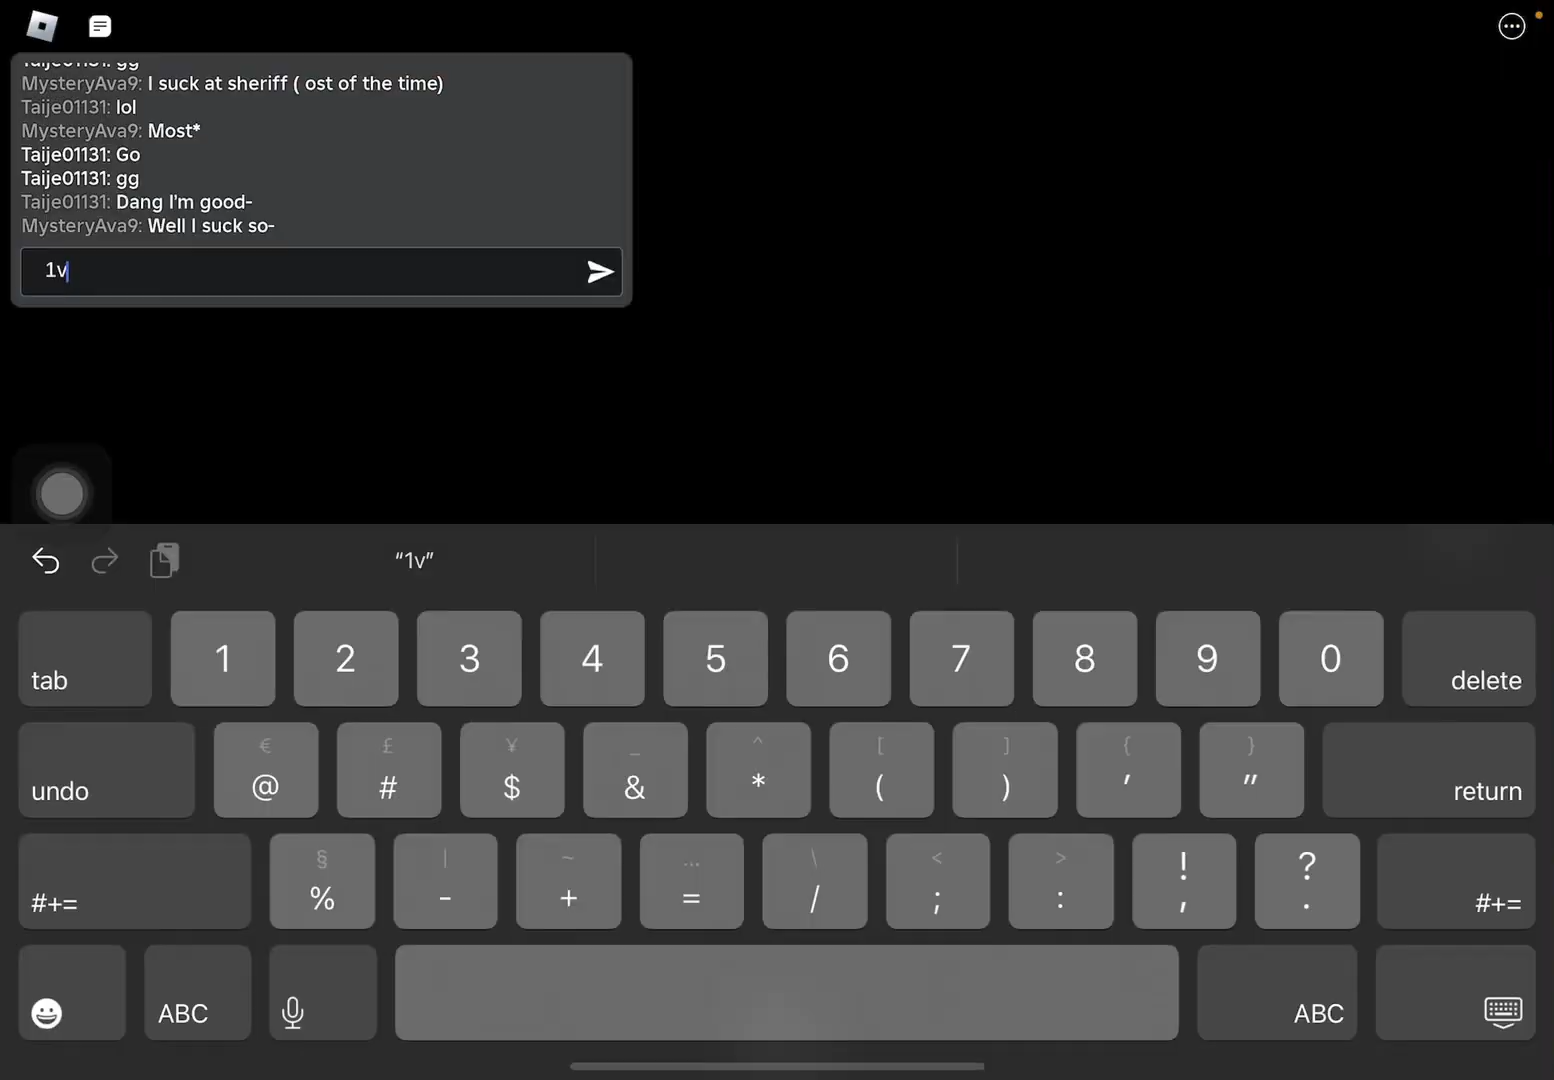 Taije01131: gg
MysteryAva9: I suck at sheriff ( ost of the time)
Taije01131: lol
MysteryAva9: Most*
Taije01131: Go
Taije01131: gg
Taije01131: Dang I'm good-
MysteryAva9: Well I suck so-
1v
“1v”
tab 1 2 3 4 5 6 7 8 9 0 delete
€ £ ¥ _ ^ [ ] { }
undo @ # $ & * ( ) ' " return
§ | ~ … \ < > ! ?
#+= % - + = / ; : , . #+=
ABC ABC